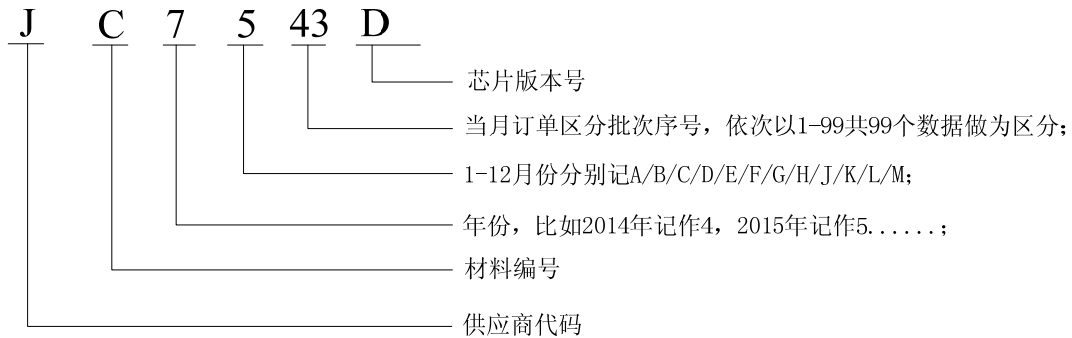 J C 7 5 43 D
芯片版本号
当月订单区分批次序号，依次以1-99共99个数据做为区分;
1-12月份分别记A/B/C/D/E/F/G/H/J/K/L/M;
年份，比如2014年记作4，2015年记作5......;
材料编号
供应商代码